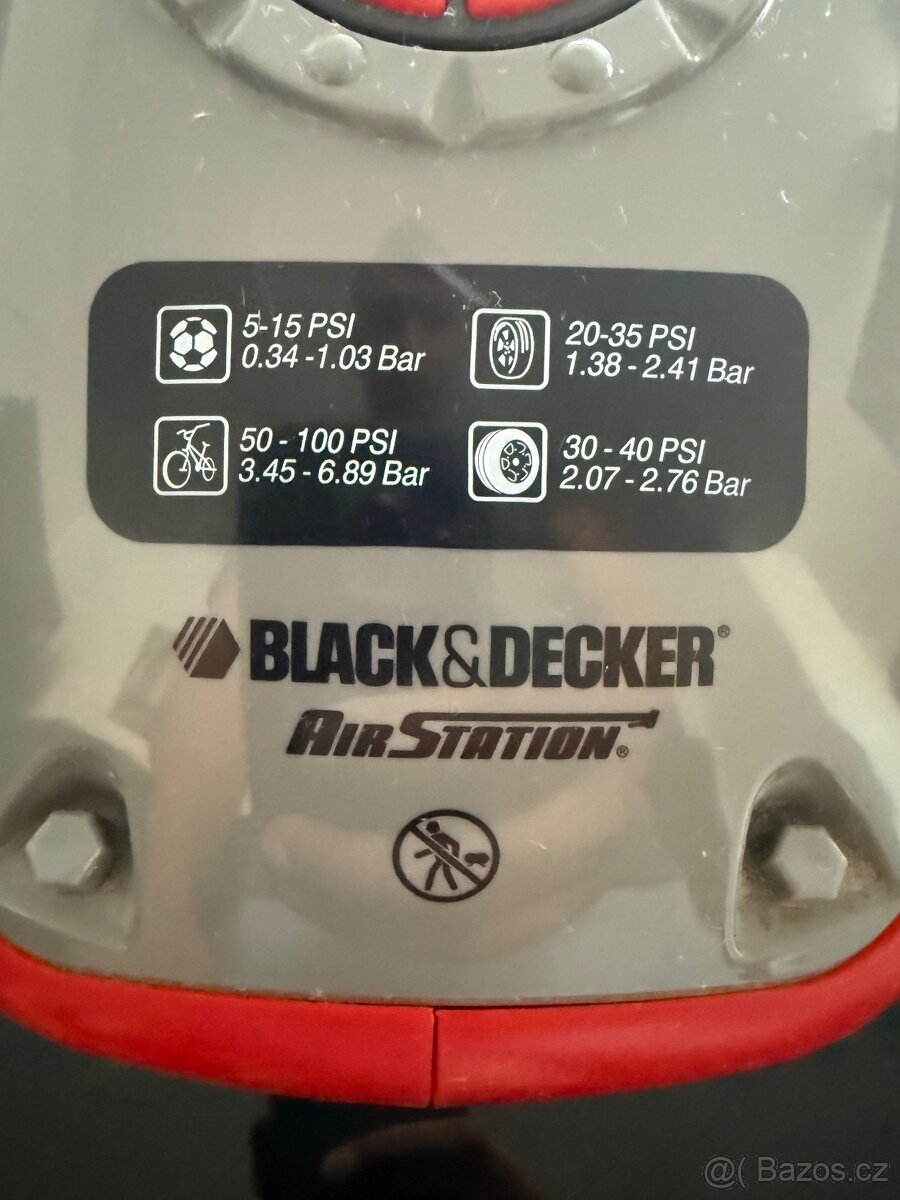 5-15 PSI
0.34 -1.03 Bar
20-35 PSI
1.38 - 2.41 Bar
50 - 100 PSI
3.45 - 6.89 Bar
30 - 40 PSI
2.07 - 2.76 Bar
BLACK&DECKER®
AIRSTATION®
@( Bazos.cz